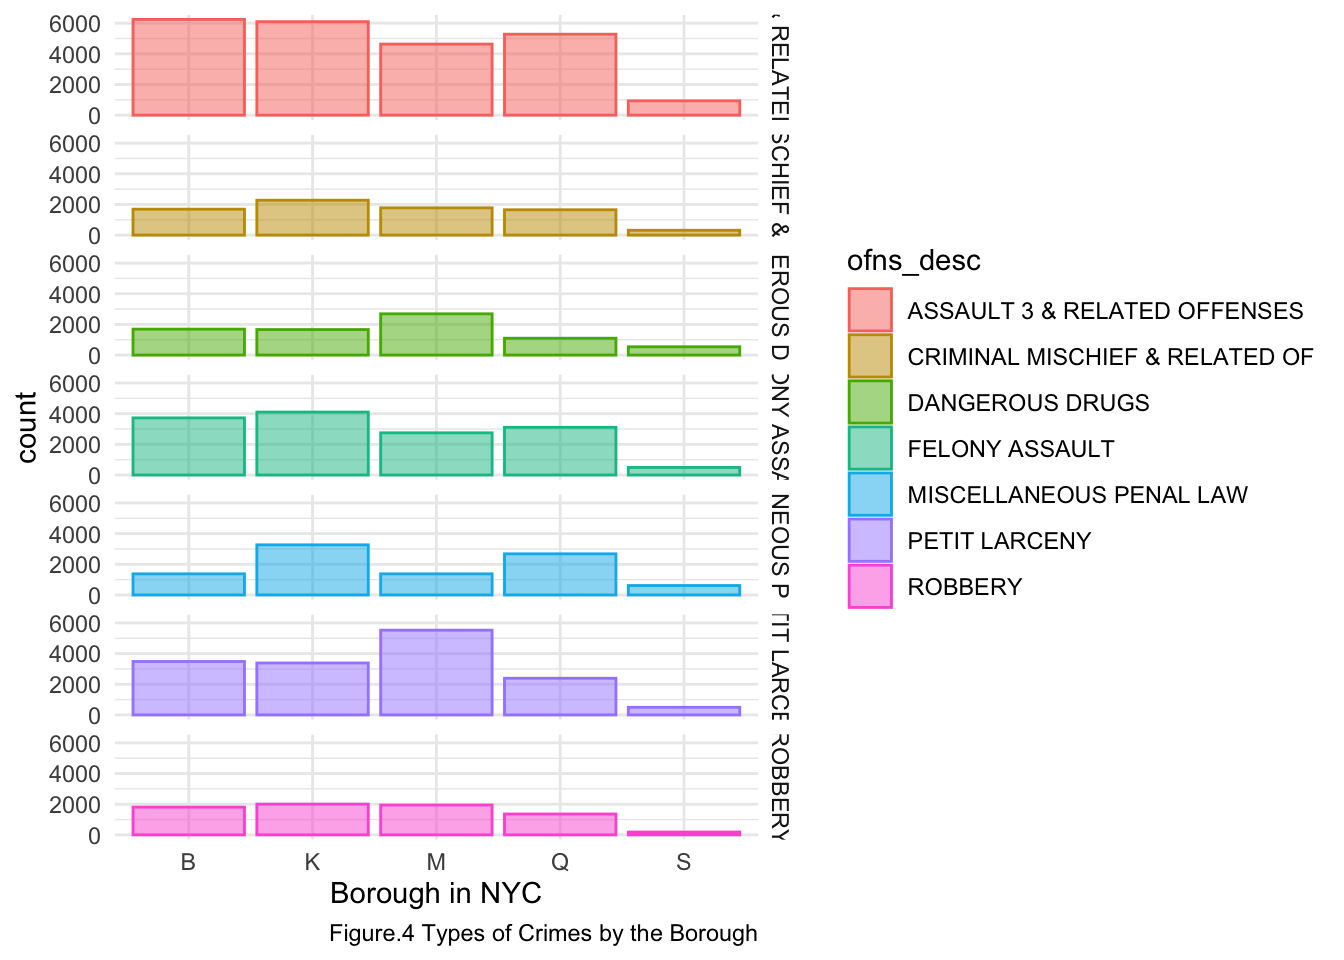 6000
4000
2000
0
RELATE
6000
4000
2000
0
SCHIEF &
6000
4000
2000
0
EROUS D
6000
4000
2000
0
ONY ASSA
6000
4000
2000
0
NEOUS P
6000
4000
2000
0
TIT LARCE
6000
4000
2000
0
ROBBERY
count
B K M Q S
Borough in NYC
Figure.4 Types of Crimes by the Borough
ofns_desc
ASSAULT 3 & RELATED OFFENSES
CRIMINAL MISCHIEF & RELATED OF
DANGEROUS DRUGS
FELONY ASSAULT
MISCELLANEOUS PENAL LAW
PETIT LARCENY
ROBBERY